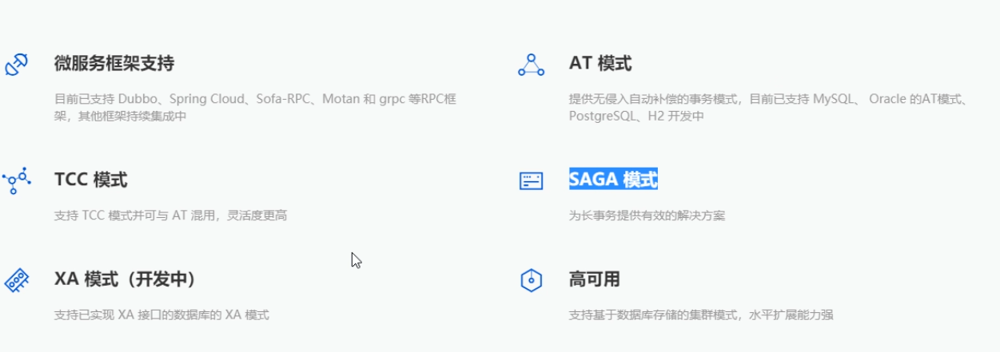 微服务框架支持
目前已支持 Dubbo、Spring Cloud、Sofa-RPC、Motan 和 grpc 等RPC框
架，其他框架持续集成中
AT 模式
提供无侵入自动补偿的事务模式，目前已支持 MySQL、 Oracle 的AT模式、
PostgreSQL、H2 开发中
TCC 模式
支持 TCC 模式并可与 AT 混用，灵活度更高
SAGA 模式
为长事务提供有效的解决方案
XA 模式（开发中）
支持已实现 XA 接口的数据库的 XA 模式
高可用
支持基于数据库存储的集群模式，水平扩展能力强